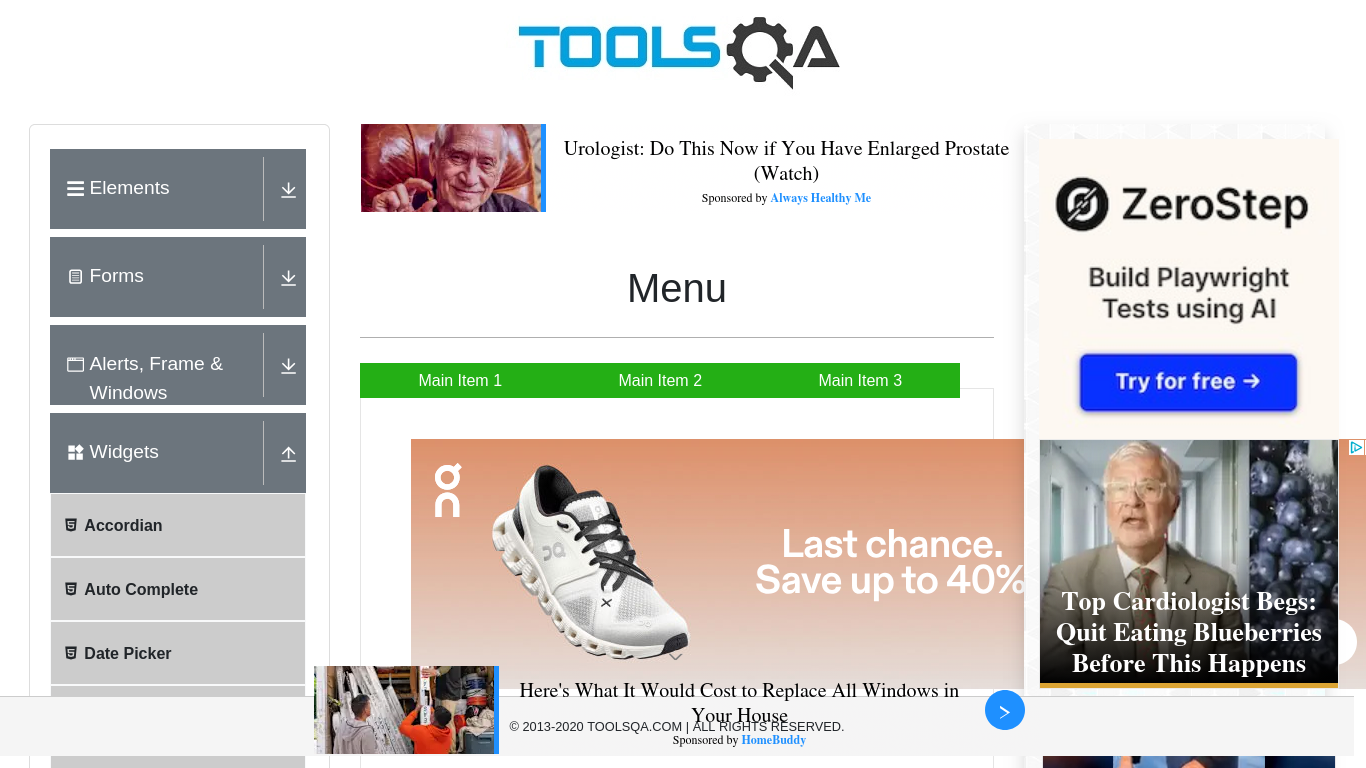 TOOLSQA
Elements
Forms
Alerts, Frame &
Windows
Widgets
Accordian
Auto Complete
Date Picker
Urologist: Do This Now if You Have Enlarged Prostate
(Watch)
Sponsored by Always Healthy Me
Menu
Main Item 1
Main Item 2
Main Item 3
on
Last chance.
Save up to 40%
ZeroStep
Build Playwright
Tests using AI
Try for free →
Top Cardiologist Begs:
Quit Eating Blueberries
Before This Happens
Here's What It Would Cost to Replace All Windows in
Your House
Sponsored by HomeBuddy
© 2013-2020 TOOLSQA.COM | ALL RIGHTS RESERVED.